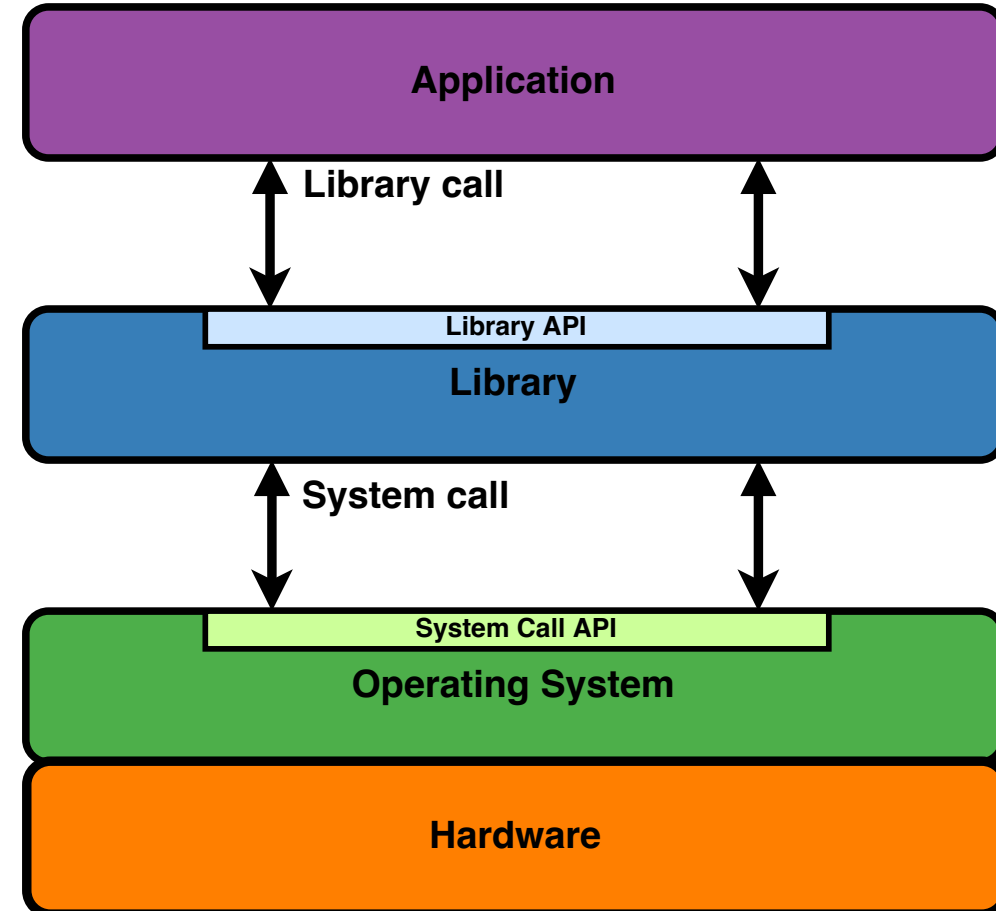 Application
Library call
Library API
Library
System call
System Call API
Operating System
Hardware